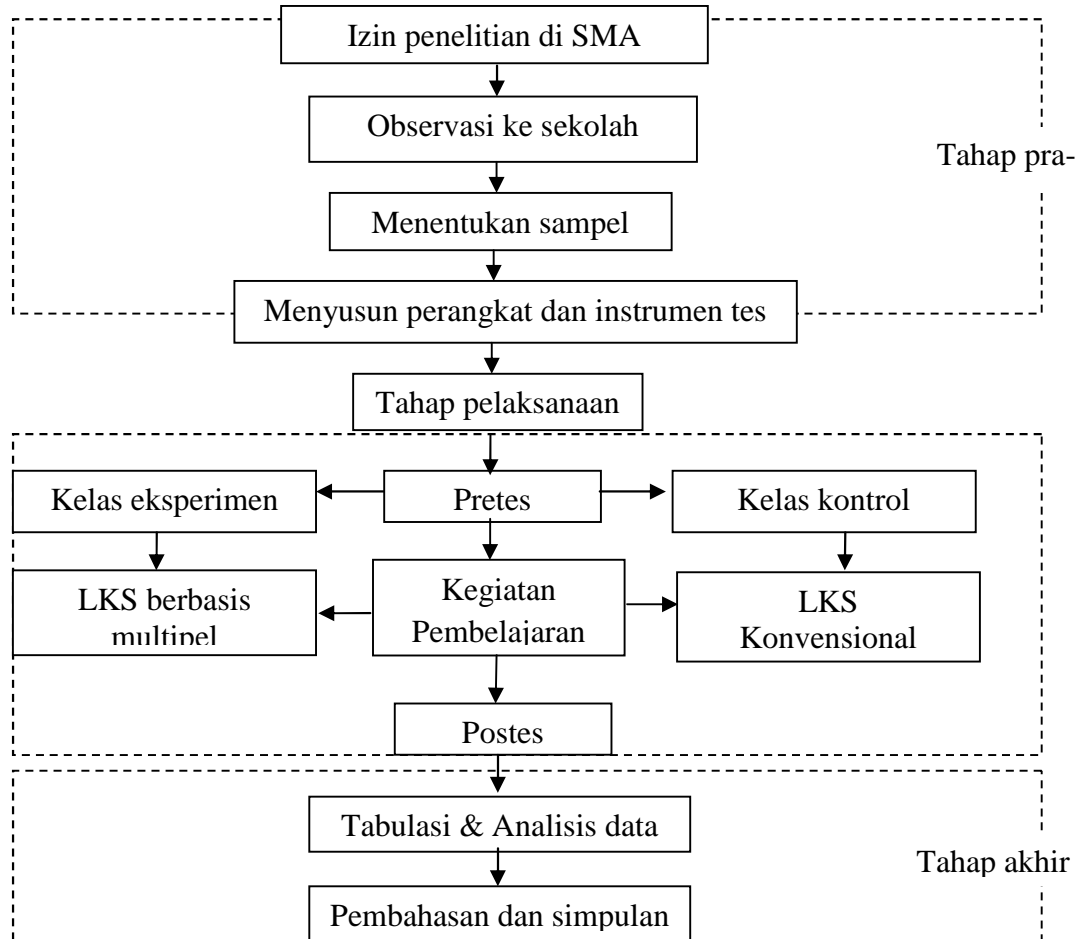 Izin penelitian di SMA
Observasi ke sekolah
Tahap pra-
Menentukan sampel
Menyusun perangkat dan instrumen tes
Tahap pelaksanaan
Kelas eksperimen
Pretes
Kelas kontrol
LKS berbasis
multipel
Kegiatan
Pembelajaran
LKS
Konvensional
Postes
Tabulasi & Analisis data
Tahap akhir
Pembahasan dan simpulan